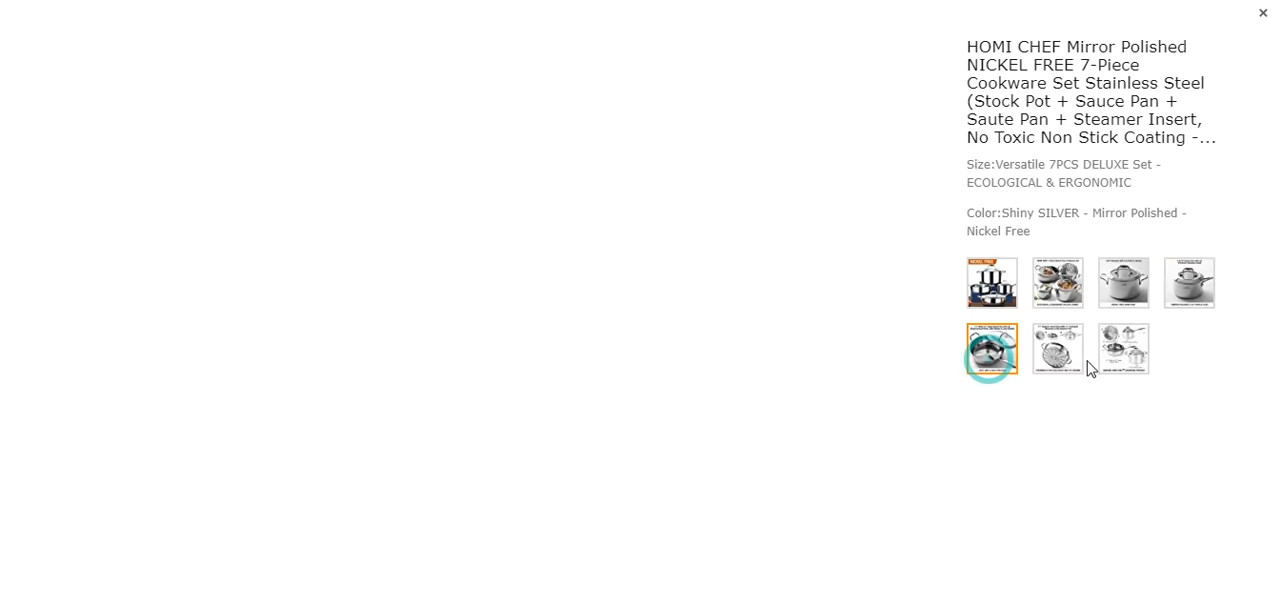 HOMI CHEF Mirror Polished
NICKEL FREE 7-Piece
Cookware Set Stainless Steel
(Stock Pot + Sauce Pan +
Saute Pan + Steamer Insert,
No Toxic Non Stick Coating -...
Size:Versatile 7PCS DELUXE Set -
ECOLOGICAL & ERGONOMIC
Color:Shiny SILVER - Mirror Polished -
Nickel Free
NICKEL FREE